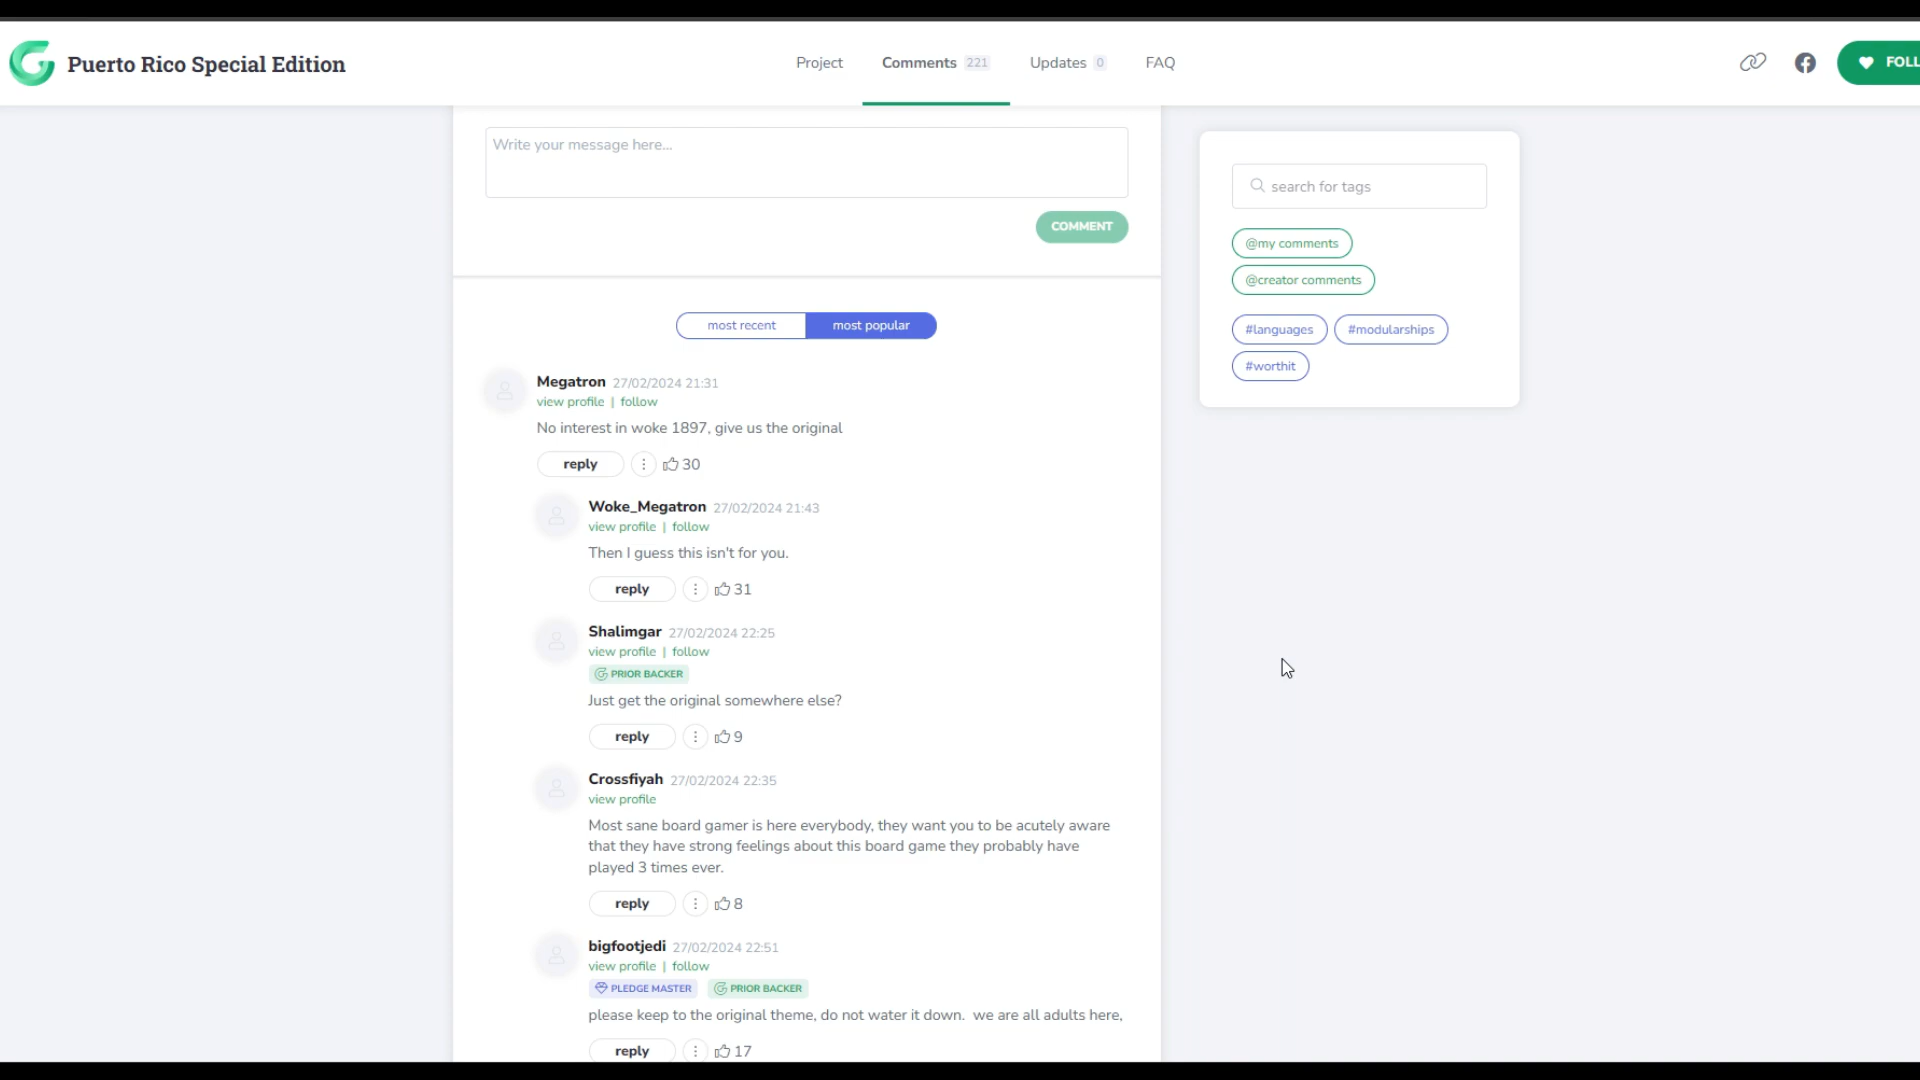 Puerto Rico Special Edition
Project
Comments 221
Updates 0
FAQ
FOLL
Write your message here...
COMMENT
search for tags
@my comments
@creator comments
#languages #modularships
#worthit
most recent most popular
Megatron 27/02/2024 21:31
view profile | follow
No interest in woke 1897, give us the original
reply 30
Woke_Megatron 27/02/2024 21:43
view profile | follow
Then I guess this isn't for you.
reply 31
Shalimgar 27/02/2024 22:25
view profile | follow
PRIOR BACKER
Just get the original somewhere else?
reply 9
Crossfiyah 27/02/2024 22:35
view profile
Most sane board gamer is here everybody, they want you to be acutely aware
that they have strong feelings about this board game they probably have
played 3 times ever.
reply 8
bigfootjedi 27/02/2024 22:51
view profile | follow
PLEDGE MASTER PRIOR BACKER
please keep to the original theme, do not water it down.  we are all adults here,
reply 17